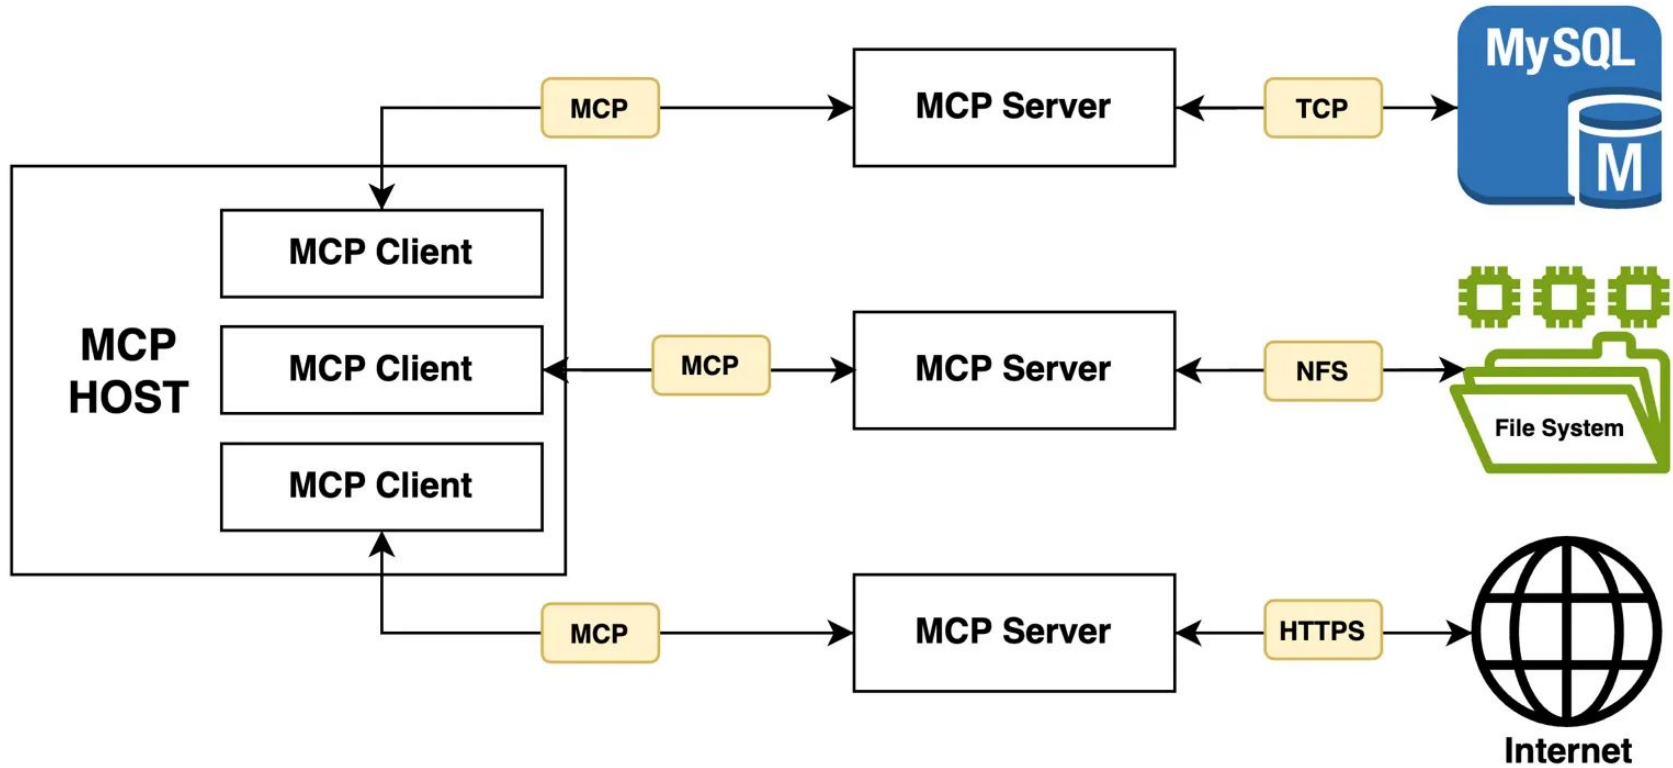 MCP
MCP Server
TCP
MySQL
M
MCP HOST
MCP Client
MCP Client
MCP
MCP Server
NFS
File System
MCP Client
MCP
MCP Server
HTTPS
Internet